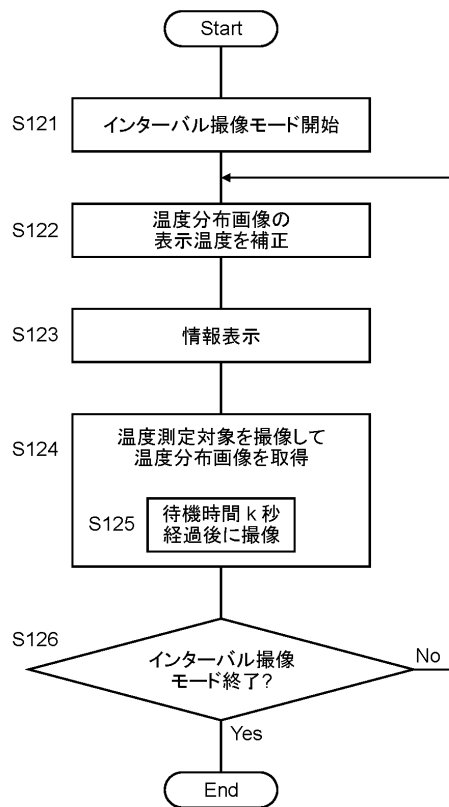 Start
S121
インターバル撮像モード開始
S122
温度分布画像の
表示温度を補正
S123
情報表示
S124
温度測定対象を撮像して
温度分布画像を取得
S125
待機時間 k 秒
経過後に撮像
S126
インターバル撮像
モード終了?
No
Yes
End